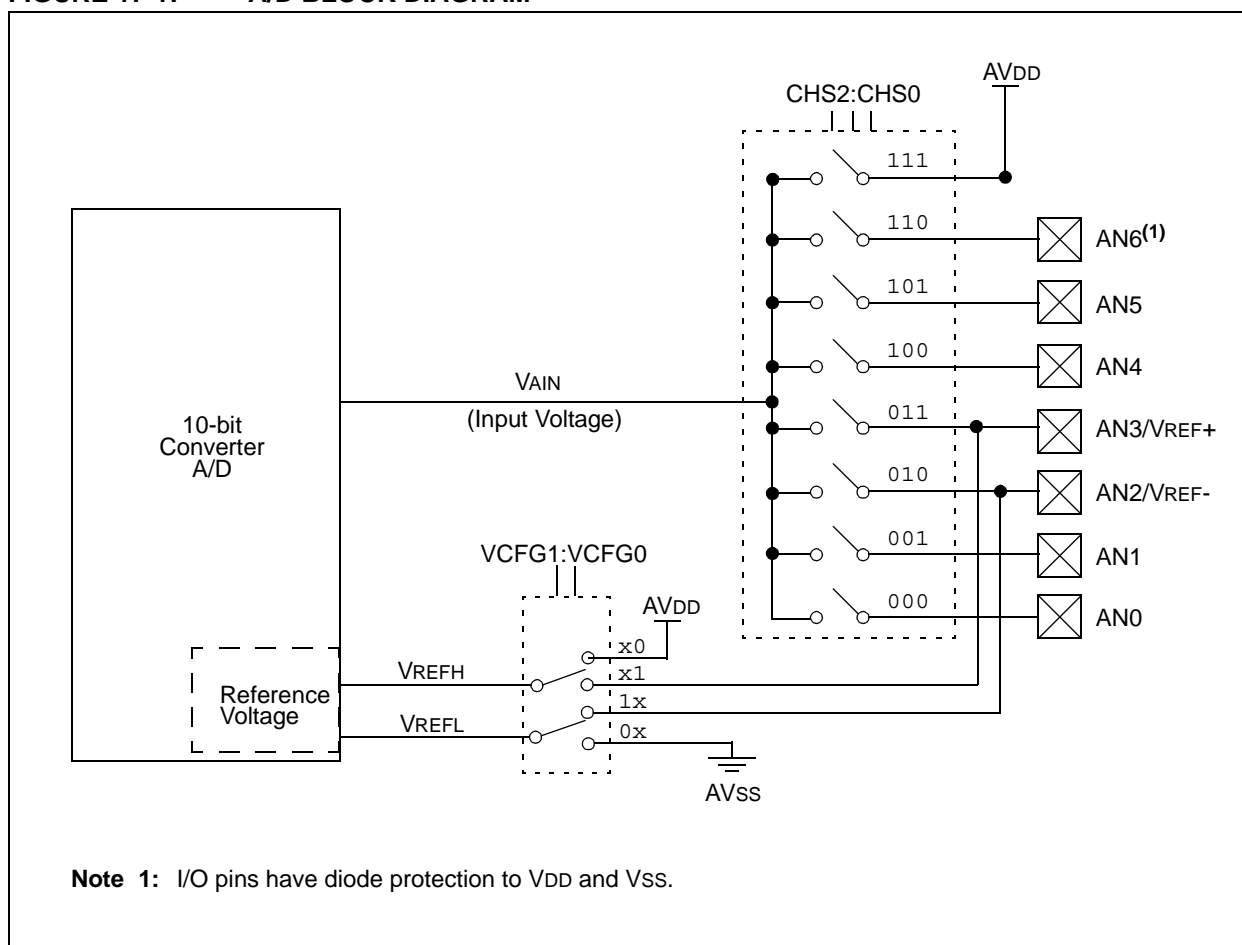 AVDD
CHS2:CHS0
111
110
AN6(1)
101
AN5
100
AN4
VAIN
(Input Voltage)
011
AN3/VREF+
10-bit
Converter
A/D
010
AN2/VREF-
001
AN1
VCFG1:VCFG0
000
AN0
AVDD
x0
VREFH
x1
Reference
Voltage
1x
VREFL
0x
AVSS
Note 1: I/O pins have diode protection to VDD and VSS.